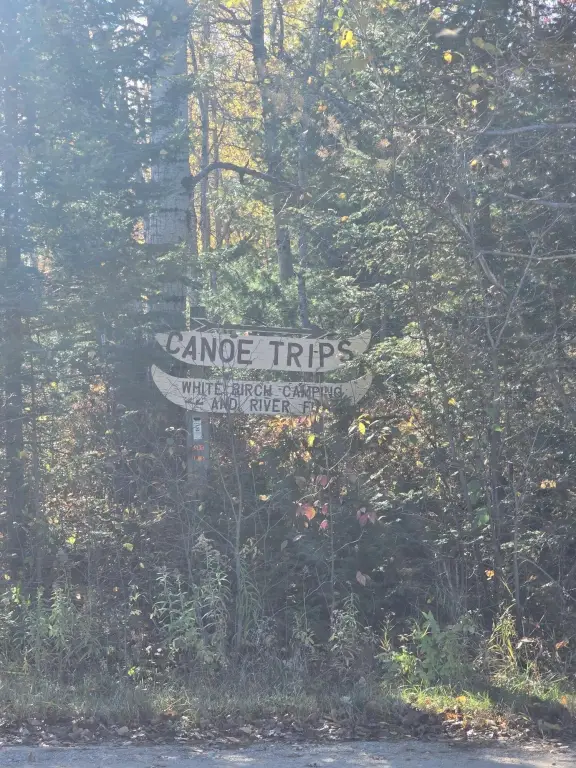 CANOE TRIPS
WHITE BIRCH CAMPING
AND RIVER